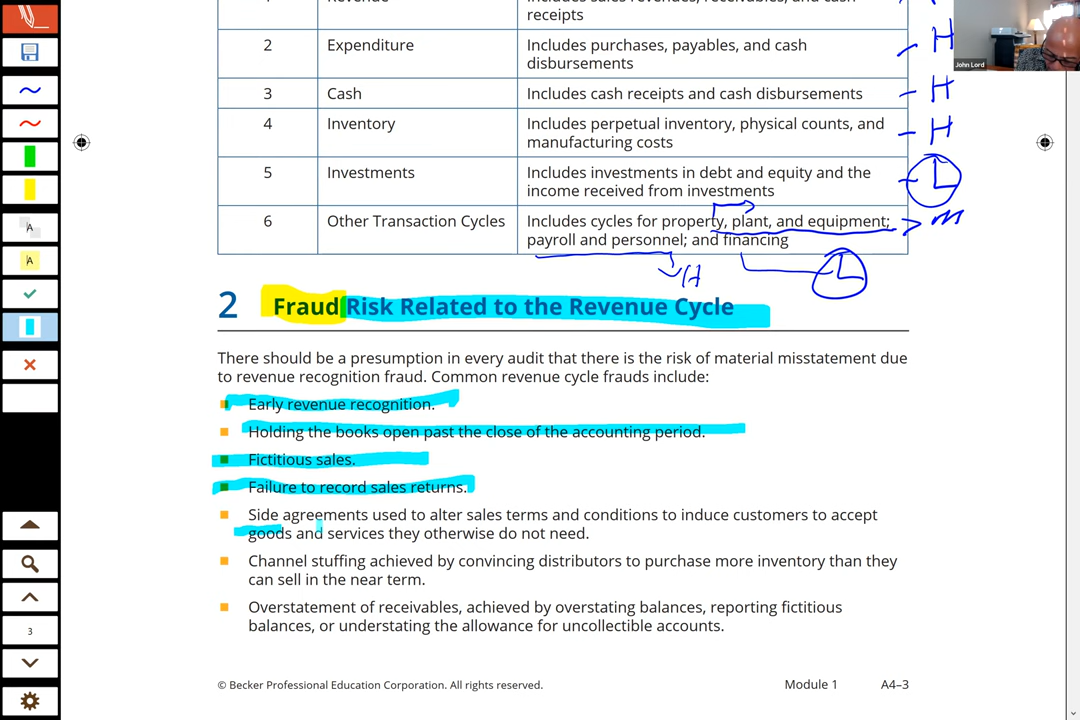 Revenue Includes sales revenues, receivables, and cash
receipts
2 Expenditure Includes purchases, payables, and cash
disbursements
H
John Lord
3 Cash Includes cash receipts and cash disbursements
H
4 Inventory Includes perpetual inventory, physical counts, and
manufacturing costs
H
5 Investments Includes investments in debt and equity and the
income received from investments
L
6 Other Transaction Cycles Includes cycles for property, plant, and equipment;
payroll and personnel; and financing
m
H
L
2 Fraud Risk Related to the Revenue Cycle
There should be a presumption in every audit that there is the risk of material misstatement due
to revenue recognition fraud. Common revenue cycle frauds include:
Early revenue recognition.
Holding the books open past the close of the accounting period.
Fictitious sales.
Failure to record sales returns.
Side agreements used to alter sales terms and conditions to induce customers to accept
goods and services they otherwise do not need.
Channel stuffing achieved by convincing distributors to purchase more inventory than they
can sell in the near term.
Overstatement of receivables, achieved by overstating balances, reporting fictitious
balances, or understating the allowance for uncollectible accounts.
© Becker Professional Education Corporation. All rights reserved. Module 1 A4–3
A
A
3